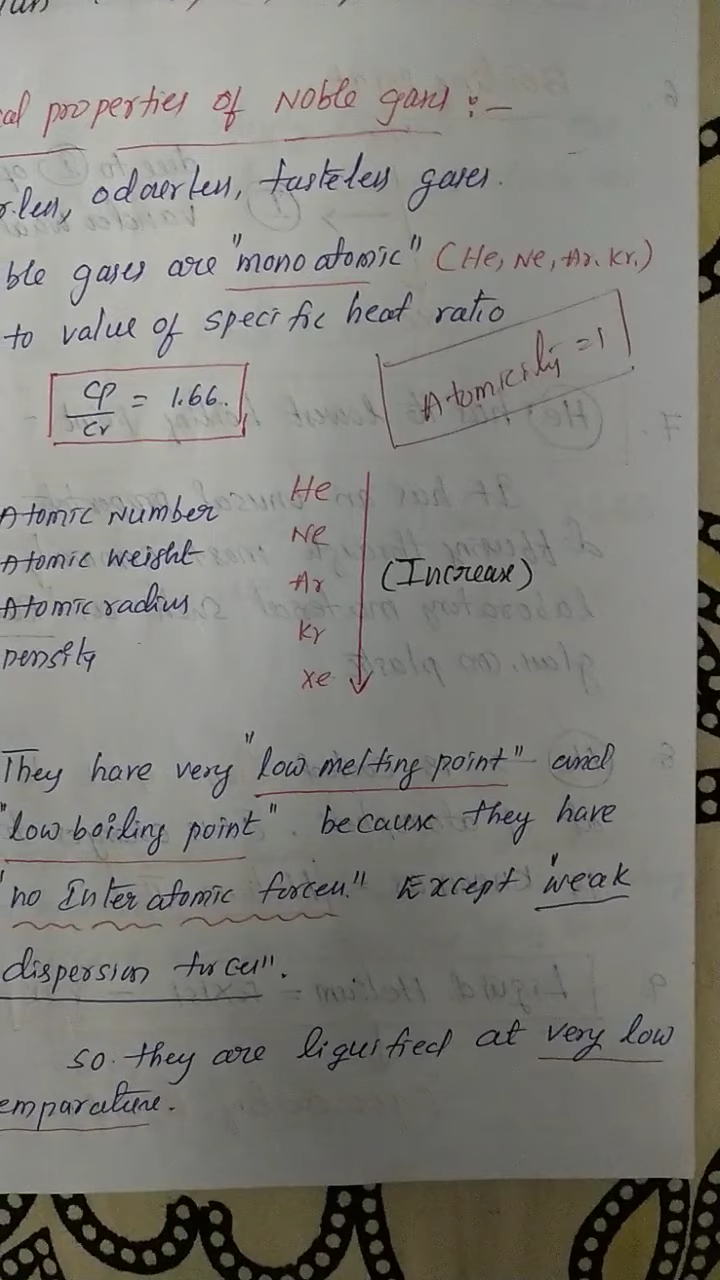 cal properties of Noble gases :-
rless, odourless, tasteless gases.
ble gases are "mono atomic" (He, Ne, Ar. Kr.)
to value of specific heat ratio
Cp/Cv = 1.66.
Atomicity = 1
Atomic Number
Atomic weight
Atomic radius
Density
He
Ne
Ar
Kr
Xe
(Increase)
They have very "low melting point" and
"low boiling point". because they have
"no Inter atomic forces." Except "weak
dispersion forces".
so. they are liquified at very low
emparature.